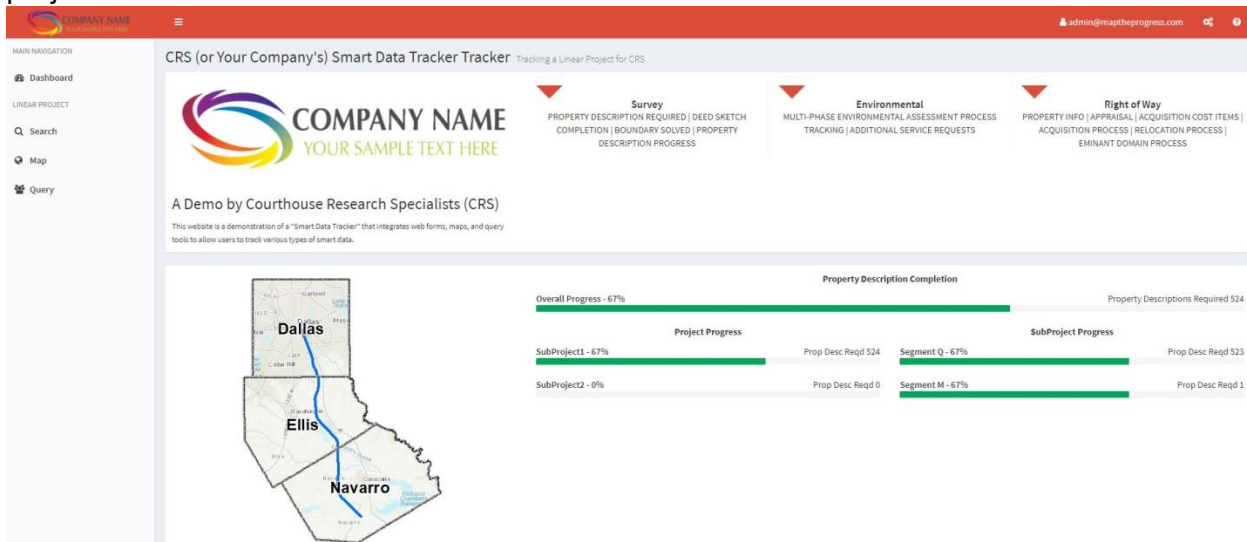 COMPANY NAME
YOUR SAMPLE TEXT HERE
admin@maptheprogress.com
MAIN NAVIGATION
Dashboard
LINEAR PROJECT
Search
Map
Query
CRS (or Your Company's) Smart Data Tracker Tracker Tracking a Linear Project for CRS
COMPANY NAME
YOUR SAMPLE TEXT HERE
A Demo by Courthouse Research Specialists (CRS)
This website is a demonstration of a "Smart Data Tracker" that integrates web forms, maps, and query
tools to allow users to track various types of smart data.
Survey
PROPERTY DESCRIPTION REQUIRED | DEED SKETCH
COMPLETION | BOUNDARY SOLVED | PROPERTY
DESCRIPTION PROGRESS
Environmental
MULTI-PHASE ENVIRONMENTAL ASSESSMENT PROCESS
TRACKING | ADDITIONAL SERVICE REQUESTS
Right of Way
PROPERTY INFO | APPRAISAL | ACQUISITION COST ITEMS |
ACQUISITION PROCESS | RELOCATION PROCESS |
EMINANT DOMAIN PROCESS
Dallas
Ellis
Navarro
Property Description Completion
Overall Progress - 67% Property Descriptions Required 524
Project Progress
SubProject1 - 67% Prop Desc Reqd 524
SubProject2 - 0% Prop Desc Reqd 0
SubProject Progress
Segment Q - 67% Prop Desc Reqd 523
Segment M - 67% Prop Desc Reqd 1